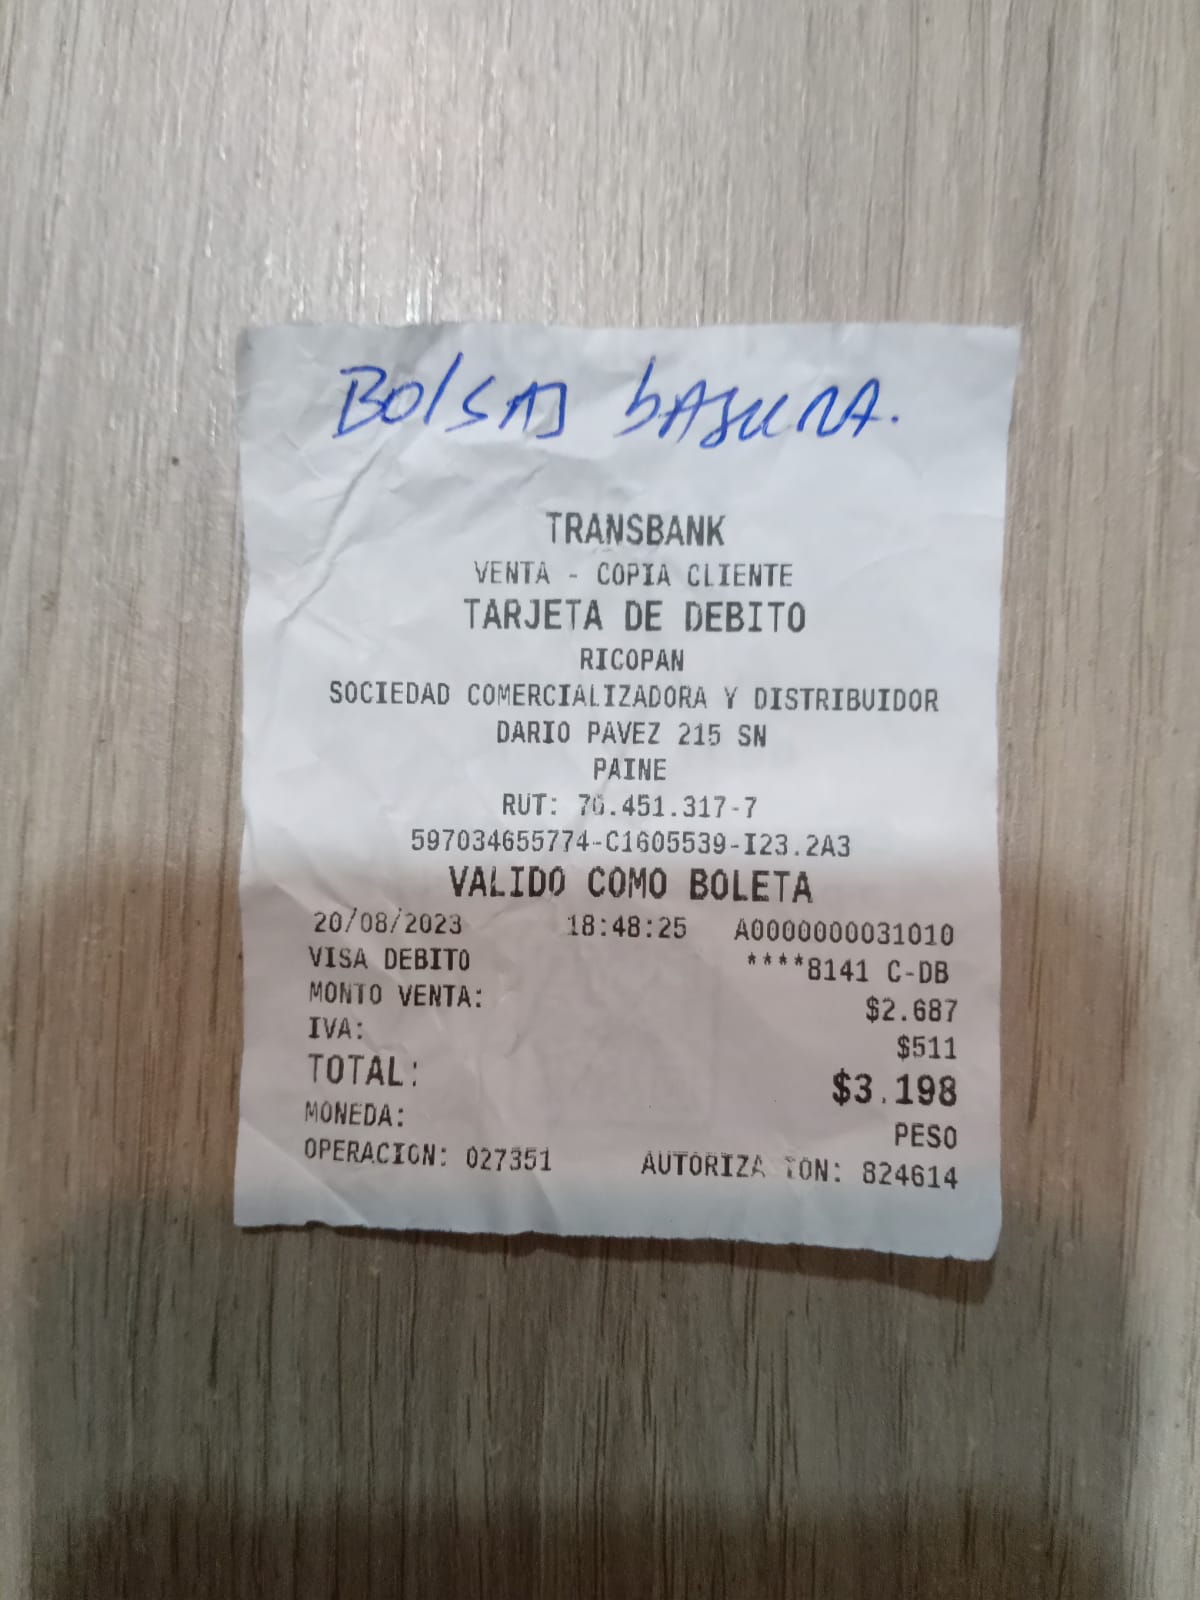 Bolsas basura.
TRANSBANK
VENTA - COPIA CLIENTE
TARJETA DE DEBITO
RICOPAN
SOCIEDAD COMERCIALIZADORA Y DISTRIBUIDOR
DARIO PAVEZ 215 SN
PAINE
RUT: 76.451.317-7
597034655774-C1605539-I23.2A3
VALIDO COMO BOLETA
20/08/2023 18:48:25 A0000000031010
VISA DEBITO ****8141 C-DB
MONTO VENTA: $2.687
IVA: $511
TOTAL: $3.198
MONEDA: PESO
OPERACION: 027351 AUTORIZA ION: 824614